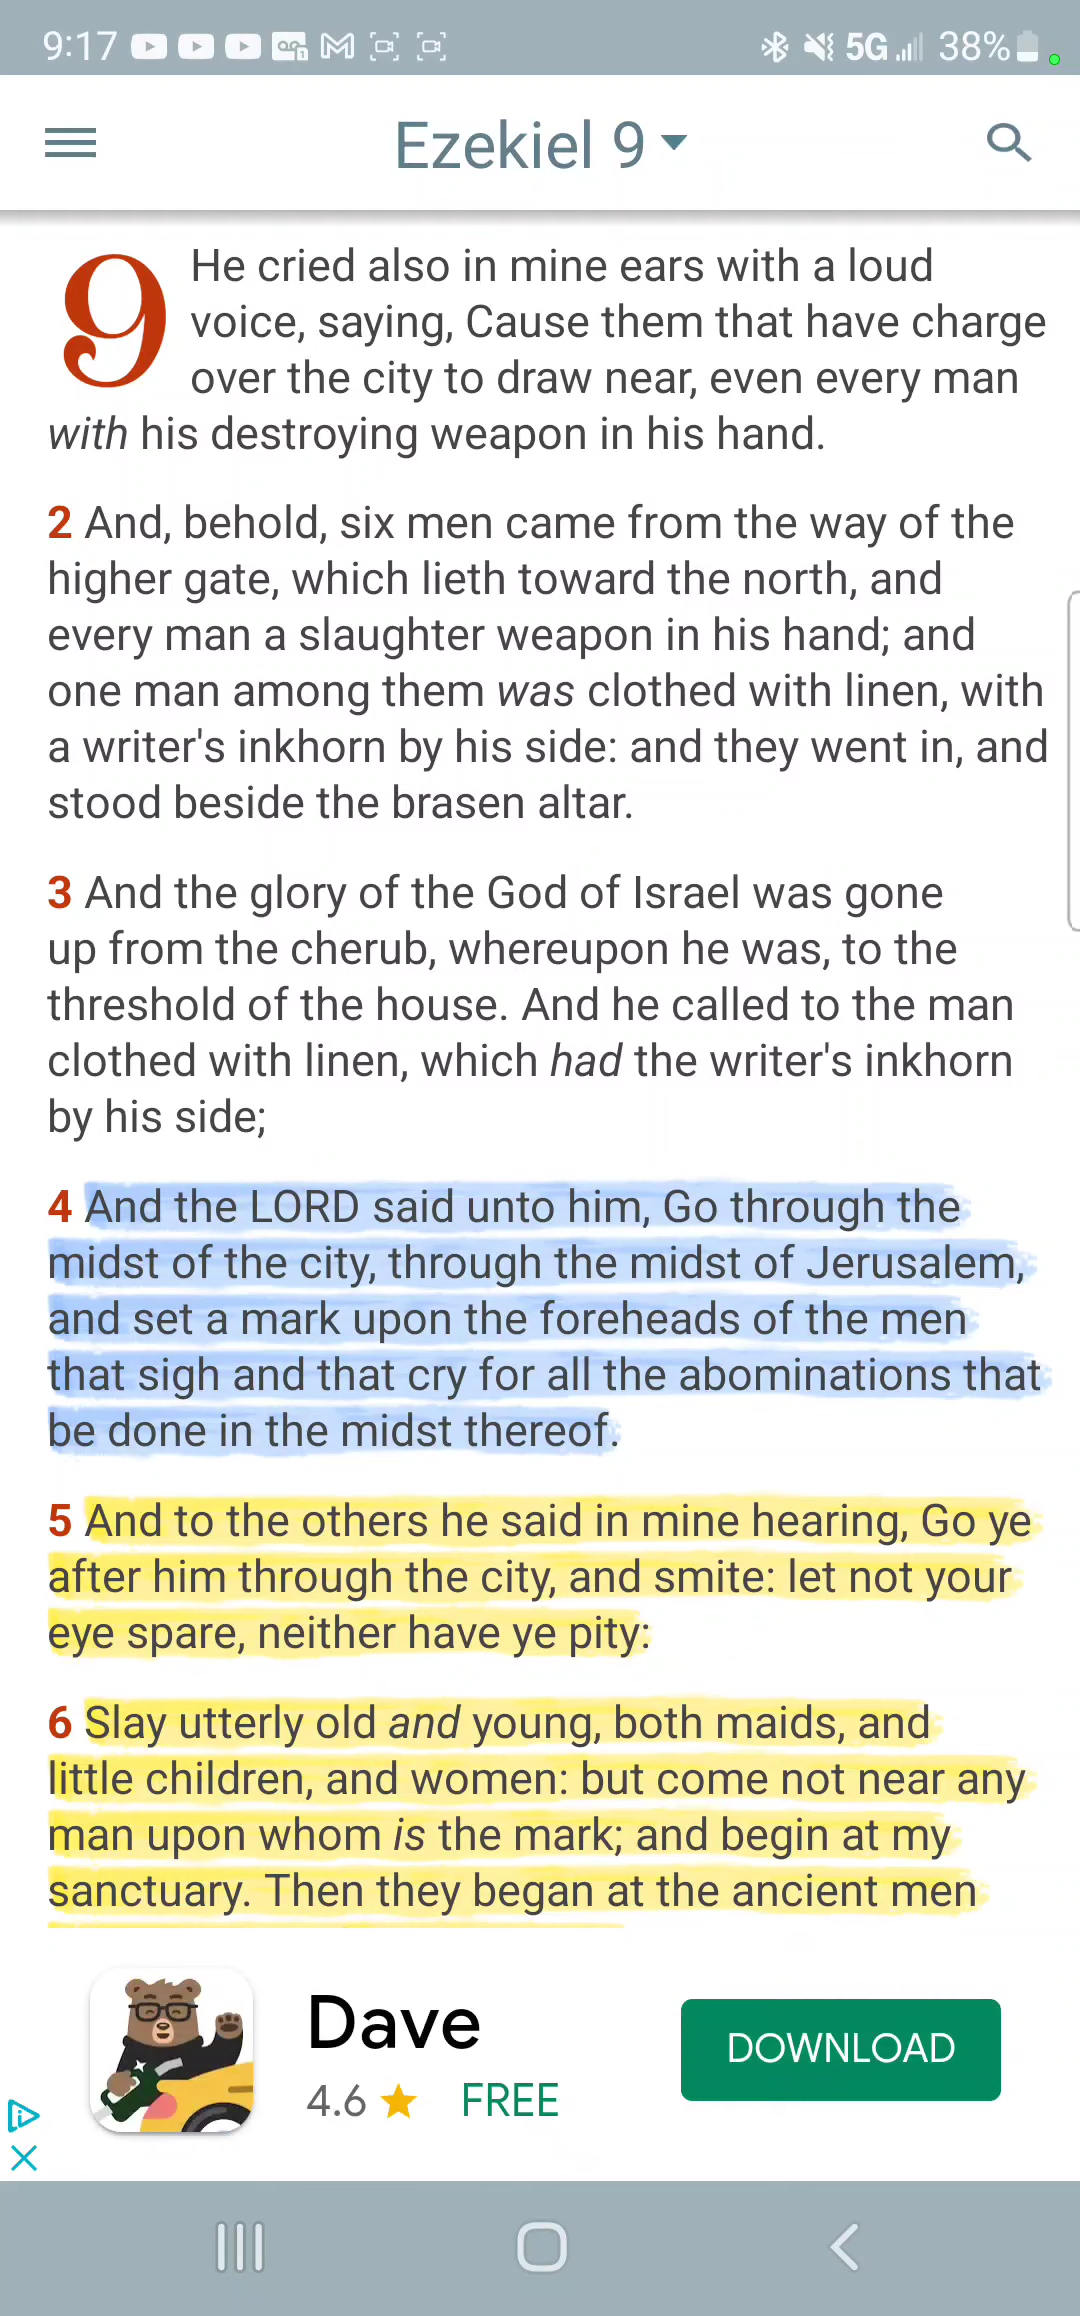 9:17 5G 38%
Ezekiel 9
9 He cried also in mine ears with a loud
voice, saying, Cause them that have charge
over the city to draw near, even every man
with his destroying weapon in his hand.
2 And, behold, six men came from the way of the
higher gate, which lieth toward the north, and
every man a slaughter weapon in his hand; and
one man among them was clothed with linen, with
a writer's inkhorn by his side: and they went in, and
stood beside the brasen altar.
3 And the glory of the God of Israel was gone
up from the cherub, whereupon he was, to the
threshold of the house. And he called to the man
clothed with linen, which had the writer's inkhorn
by his side;
4 And the LORD said unto him, Go through the
midst of the city, through the midst of Jerusalem,
and set a mark upon the foreheads of the men
that sigh and that cry for all the abominations that
be done in the midst thereof.
5 And to the others he said in mine hearing, Go ye
after him through the city, and smite: let not your
eye spare, neither have ye pity:
6 Slay utterly old and young, both maids, and
little children, and women: but come not near any
man upon whom is the mark; and begin at my
sanctuary. Then they began at the ancient men
Dave
4.6 FREE
DOWNLOAD